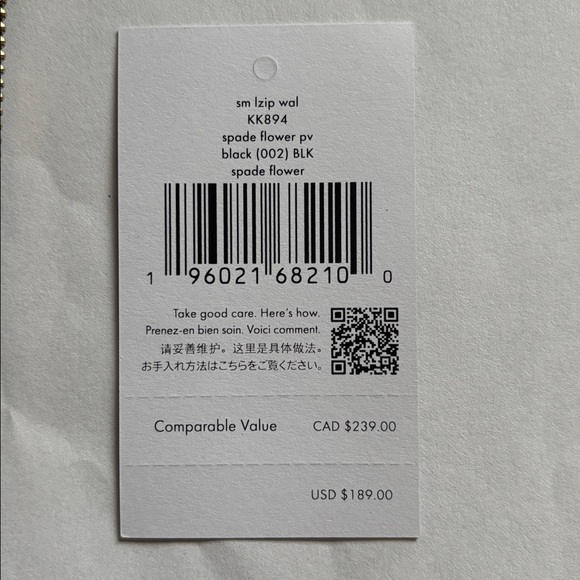 sm lzip wal
KK894
spade flower pv
black (002) BLK
spade flower
1 96021 68210 0
Take good care. Here's how.
Prenez-en bien soin. Voici comment.
请妥善维护。这里是具体做法。
お手入れ方法はこちらをご覧ください。
Comparable Value CAD $239.00
USD $189.00